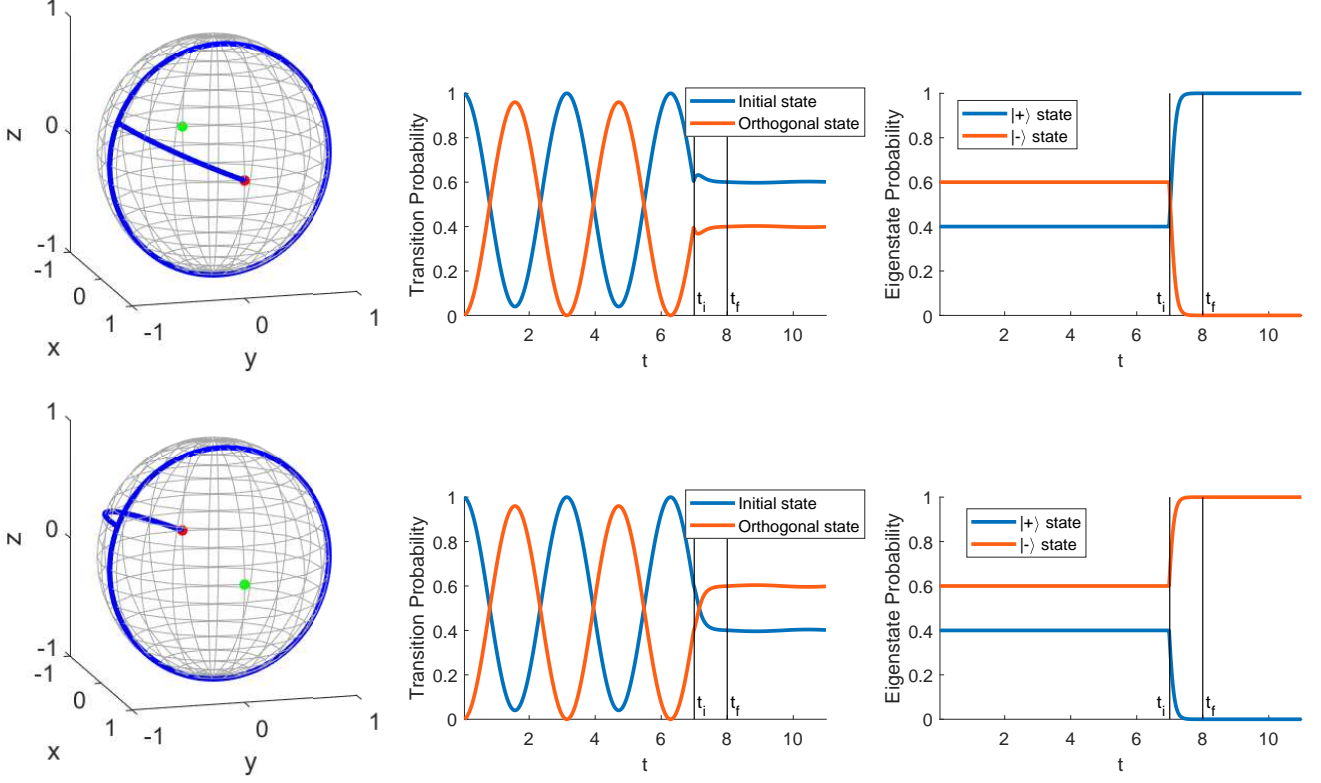 1
0
-1
z
-1
0
1
x
-1
0
1
y
1
0.8
0.6
0.4
0.2
0
Transition Probability
Initial state
Orthogonal state
t_i
t_f
2
4
6
8
10
t
1
0.8
0.6
0.4
0.2
0
Eigenstate Probability
|+⟩ state
|-⟩ state
t_i
t_f
2
4
6
8
10
t
1
0
-1
z
-1
0
1
x
-1
0
1
y
1
0.8
0.6
0.4
0.2
0
Transition Probability
Initial state
Orthogonal state
t_i
t_f
2
4
6
8
10
t
1
0.8
0.6
0.4
0.2
0
Eigenstate Probability
|+⟩ state
|-⟩ state
t_i
t_f
2
4
6
8
10
t